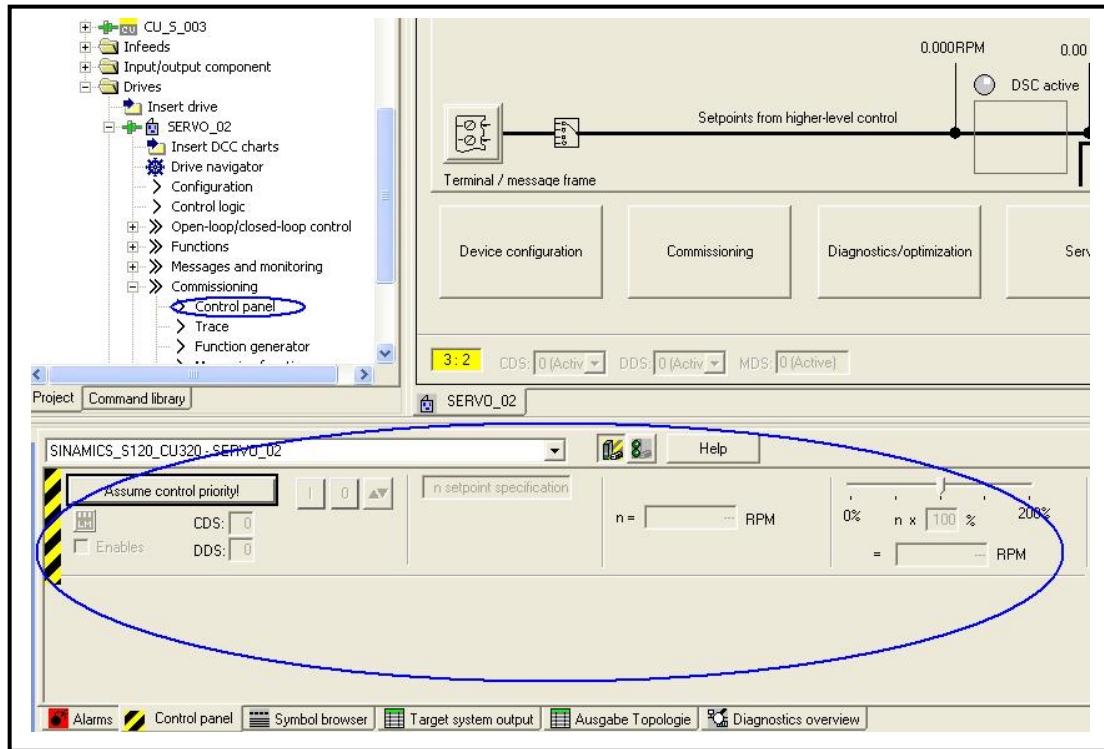 CU_S_003
Infeeds
Input/output component
Drives
Insert drive
SERVO_02
Insert DCC charts
Drive navigator
Configuration
Control logic
Open-loop/closed-loop control
Functions
Messages and monitoring
Commissioning
Control panel
Trace
Function generator
Project
Command library
0.000RPM
0.00
DSC active
Setpoints from higher-level control
Terminal / message frame
Device configuration
Commissioning
Diagnostics/optimization
Serv
3 : 2
CDS: 0 (Activ
DDS: 0 (Activ
MDS: 0 (Active)
SERVO_02
SINAMICS_S120_CU320 - SERVO_02
Help
Assume control priority!
I
0
n setpoint specification
CDS: 0
Enables
DDS: 0
n =
---
RPM
0%
n x 100 %
200%
=
---
RPM
Alarms
Control panel
Symbol browser
Target system output
Ausgabe Topologie
Diagnostics overview